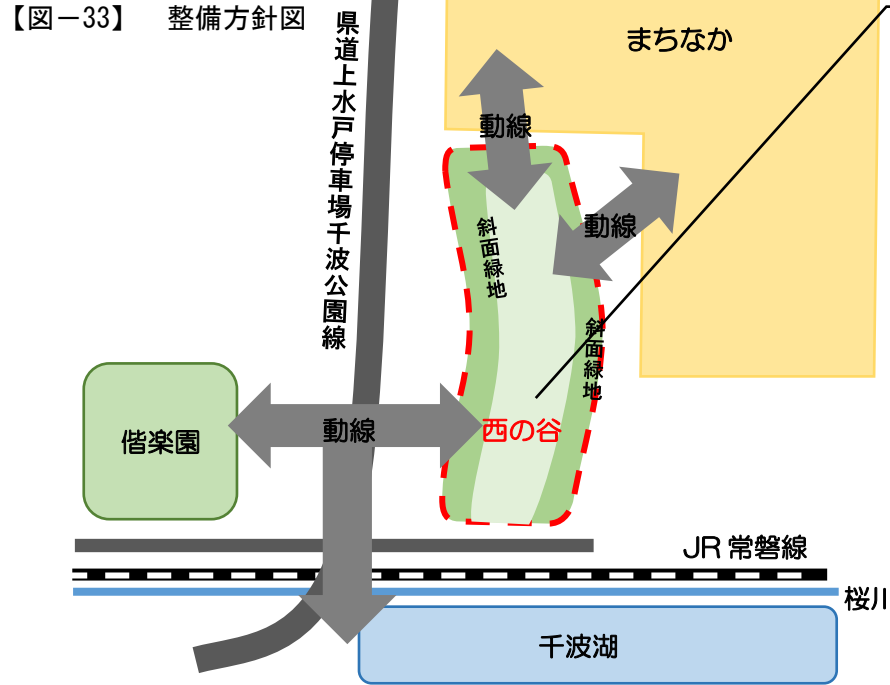 【図－33】　整備方針図
県道上水戸停車場千波公園線
まちなか
動線
動線
斜面緑地
斜面緑地
偕楽園
動線
西の谷
JR 常磐線
桜川
千波湖